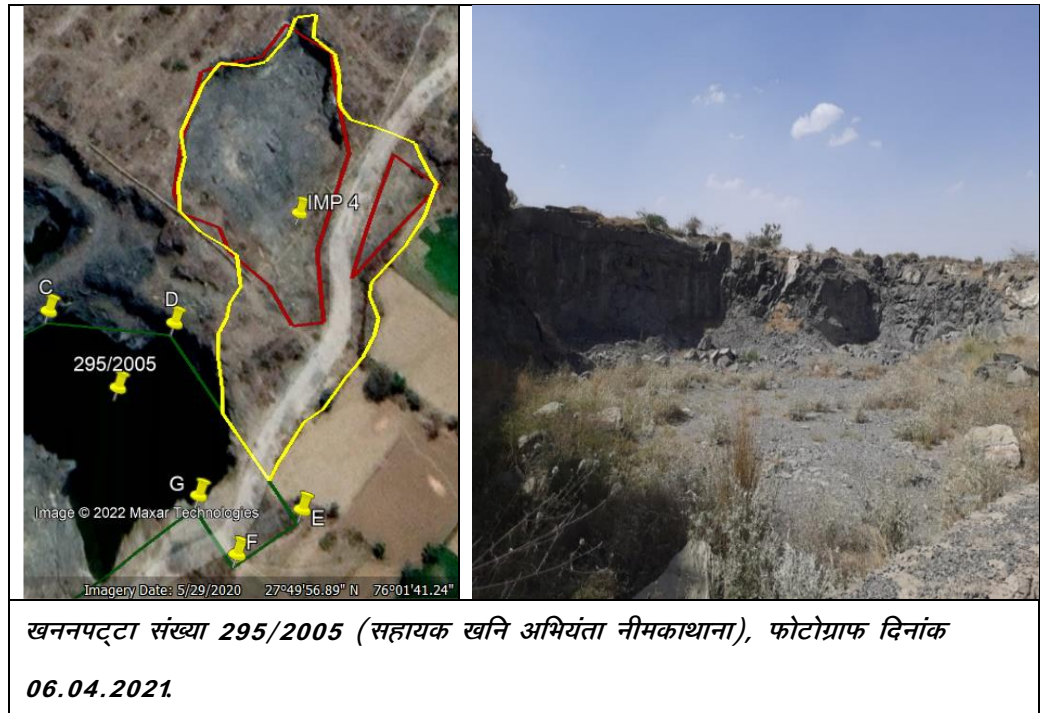 IMP 4
C
D
295/2005
G
Image © 2022 Maxar Technologies
E
F
Imagery Date: 5/29/2020 27°49'56.89" N 76°01'41.24"
खननपट्टा संख्या 295/2005 (सहायक खनि अभियंता नीमकाथाना), फोटोग्राफ दिनांक
06.04.2021.